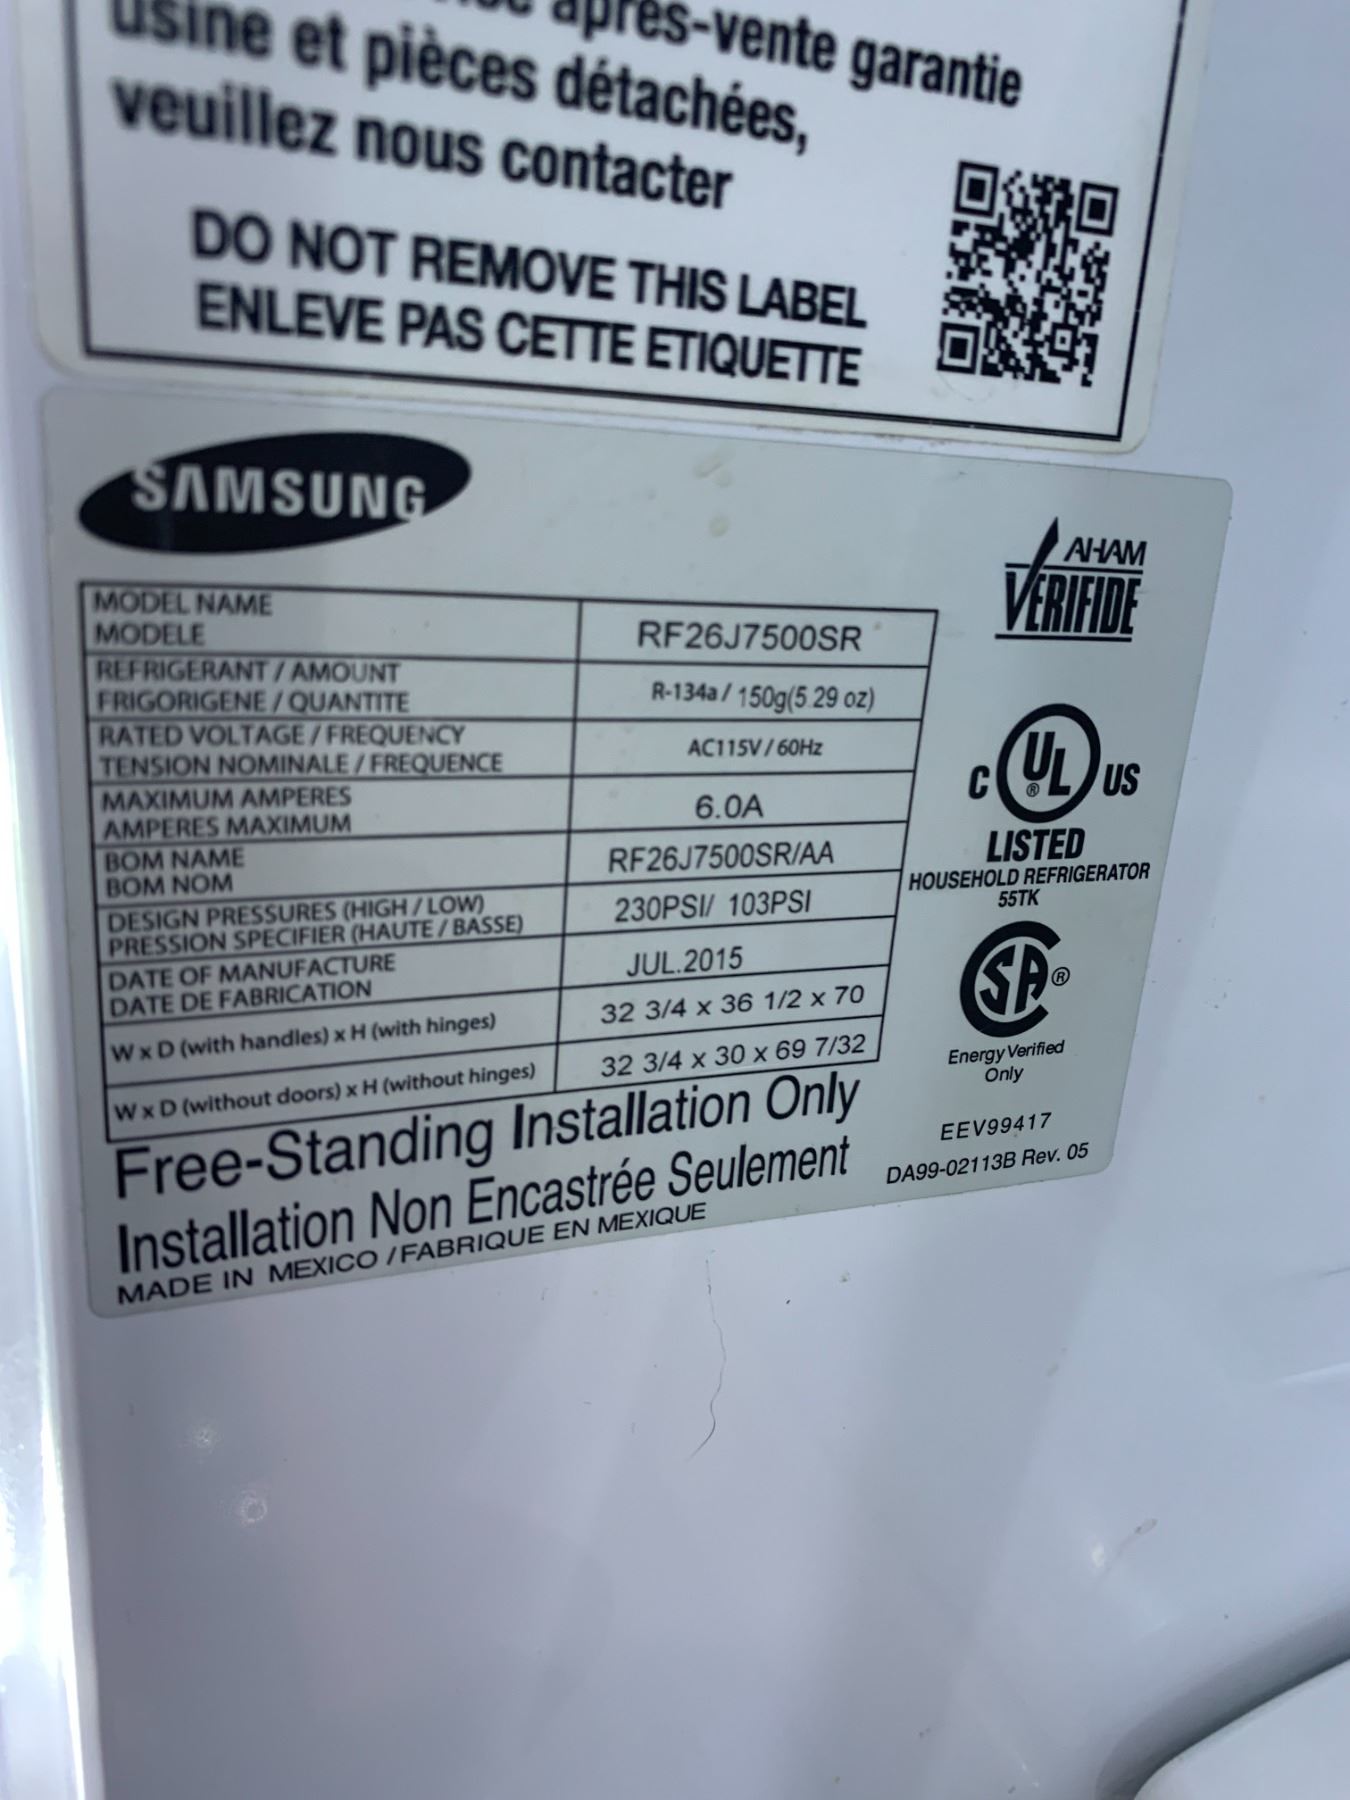 après-vente garantie
usine et pièces détachées,
veuillez nous contacter
DO NOT REMOVE THIS LABEL
ENLEVE PAS CETTE ETIQUETTE
SAMSUNG
MODEL NAME
MODELE
RF26J7500SR
REFRIGERANT / AMOUNT
FRIGORIGENE / QUANTITE
R-134a / 150g(5.29 oz)
RATED VOLTAGE / FREQUENCY
TENSION NOMINALE / FREQUENCE
AC115V / 60Hz
MAXIMUM AMPERES
AMPERES MAXIMUM
6.0A
BOM NAME
BOM NOM
RF26J7500SR/AA
DESIGN PRESSURES (HIGH / LOW)
PRESSION SPECIFIER (HAUTE / BASSE)
230PSI/ 103PSI
DATE OF MANUFACTURE
DATE DE FABRICATION
JUL.2015
W x D (with handles) x H (with hinges)
32 3/4 x 36 1/2 x 70
W x D (without doors) x H (without hinges)
32 3/4 x 30 x 69 7/32
Free-Standing Installation Only
Installation Non Encastrée Seulement
MADE IN MEXICO / FABRIQUE EN MEXIQUE
AHAM
VERIFIDE
C UL ® US
LISTED
HOUSEHOLD REFRIGERATOR
55TK
SA ®
Energy Verified
Only
EEV99417
DA99-02113B Rev. 05